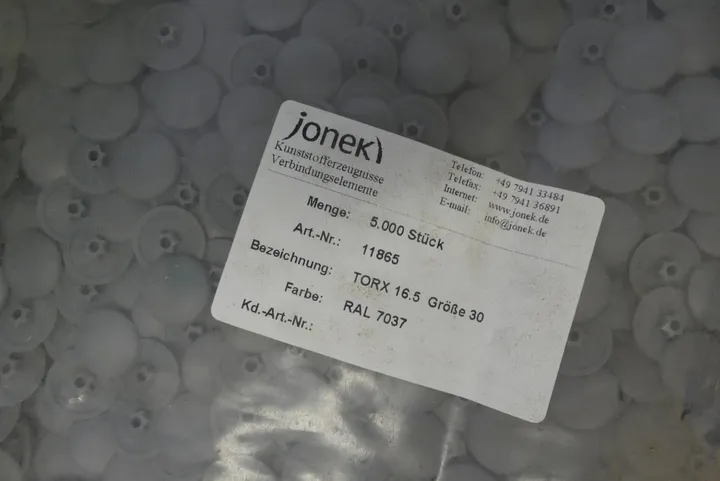 jonek
Kunststofferzeugnisse
Verbindungselemente
Telefon: +49 7941 33484
Telefax: +49 7941 36891
Internet: www.jonek.de
E-mail: info@jonek.de
Menge: 5.000 Stück
Art.-Nr.: 11865
Bezeichnung: TORX 16.5 Größe 30
Farbe: RAL 7037
Kd.-Art.-Nr.: